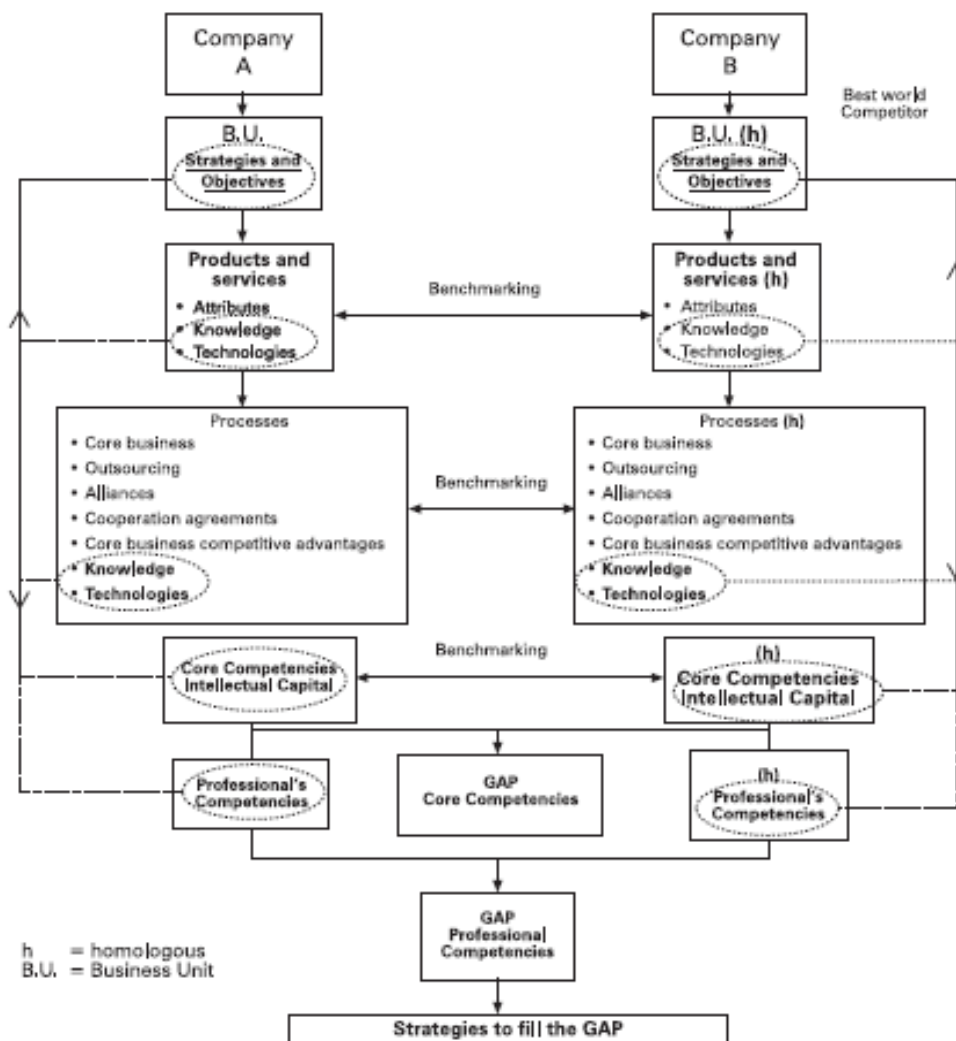 Company
A
Company
B
Best world
Competitor
B.U.
Strategies and
Objectives
B.U. (h)
Strategies and
Objectives
Products and
services
• Attributes
• Knowledge
• Technologies
Benchmarking
Products and
services (h)
• Attributes
• Knowledge
• Technologies
Processes
• Core business
• Outsourcing
• Alliances
• Cooperation agreements
• Core business competitive advantages
• Knowledge
• Technologies
Benchmarking
Processes (h)
• Core business
• Outsourcing
• Alliances
• Cooperation agreements
• Core business competitive advantages
• Knowledge
• Technologies
Core Competencies
Intellectual Capital
Benchmarking
(h)
Core Competencies
Intellectual Capital
Professional's
Competencies
GAP
Core Competencies
(h)
Professional's
Competencies
GAP
Professional
Competencies
h = homologous
B.U. = Business Unit
Strategies to fill the GAP